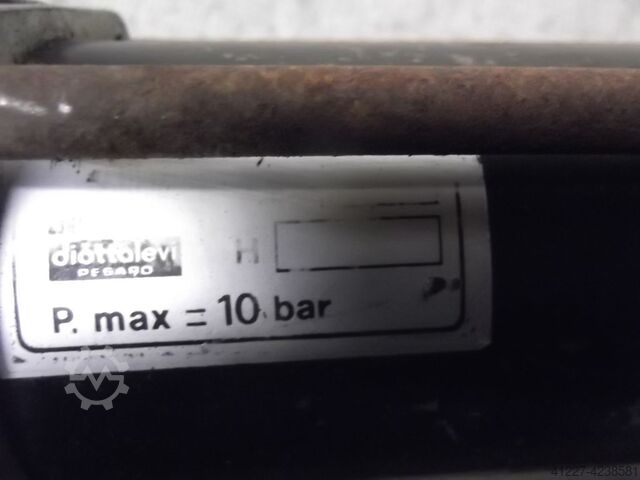 diottalevi
PESARO
H
P. max = 10 bar
41227-4238581